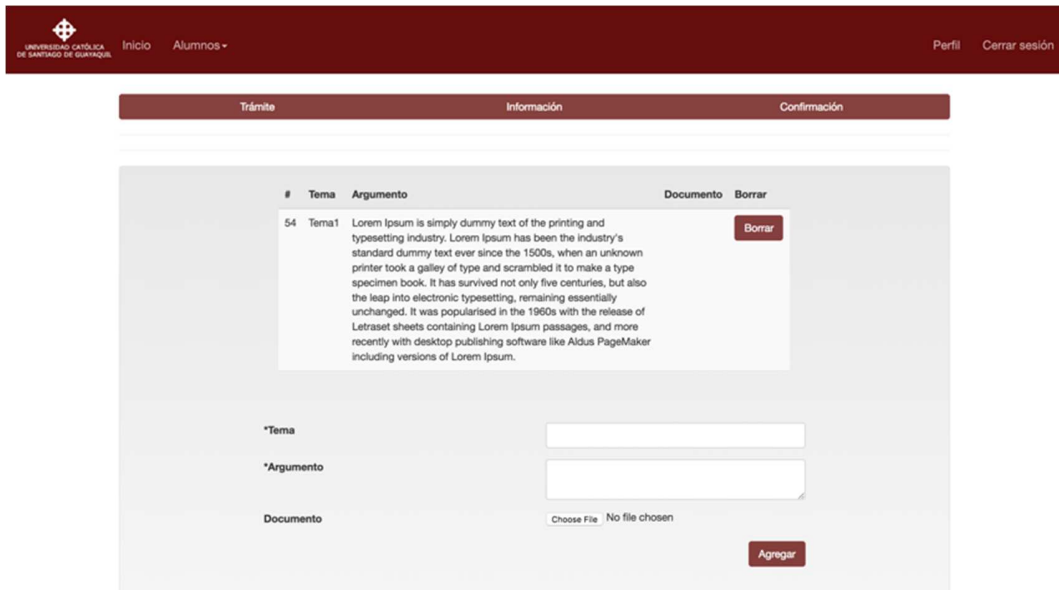 UNIVERSIDAD CATÓLICA
DE SANTIAGO DE GUAYAQUIL
Inicio Alumnos
Perfil Cerrar sesión
Trámite Información Confirmación
# Tema Argumento Documento Borrar
54 Tema1 Lorem Ipsum is simply dummy text of the printing and Borrar
typesetting industry. Lorem Ipsum has been the industry's
standard dummy text ever since the 1500s, when an unknown
printer took a galley of type and scrambled it to make a type
specimen book. It has survived not only five centuries, but also
the leap into electronic typesetting, remaining essentially
unchanged. It was popularised in the 1960s with the release of
Letraset sheets containing Lorem Ipsum passages, and more
recently with desktop publishing software like Aldus PageMaker
including versions of Lorem Ipsum.
*Tema
*Argumento
Documento Choose File No file chosen
Agregar